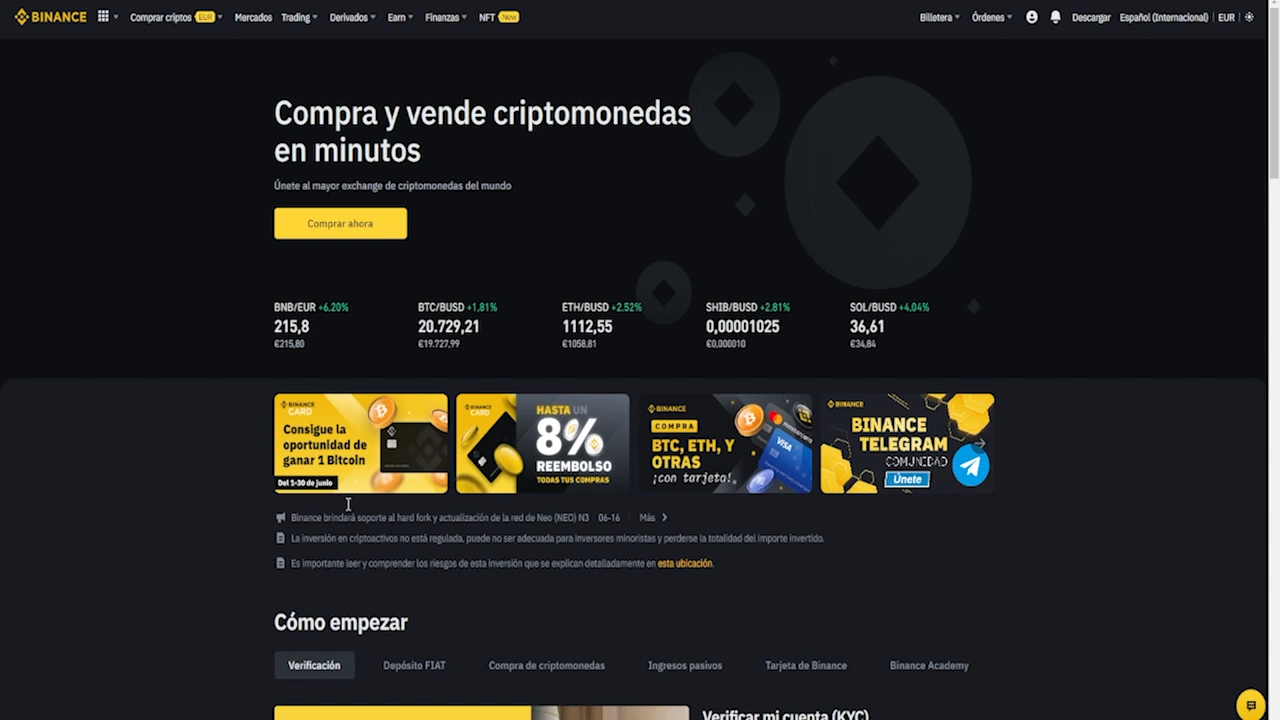 BINANCE Comprar criptos EUR Mercados Trading Derivados Earn Finanzas NFT New Billetera Órdenes Descargar Español (Internacional) EUR
Compra y vende criptomonedas
en minutos
Únete al mayor exchange de criptomonedas del mundo
Comprar ahora
BNB/EUR +6,20% BTC/BUSD +1,81% ETH/BUSD +2.52% SHIB/BUSD +2,81% SOL/BUSD +4,04%
215,8 20.729,21 1112,55 0,00001025 36,61
€215,80 €19.727,99 €1058,81 €0,000010 €34,84
BINANCE
CARD
Consigue la
oportunidad de
ganar 1 Bitcoin
Del 1-30 de junio
BINANCE
CARD
HASTA UN
8%
REEMBOLSO
TODAS TUS COMPRAS
BINANCE
COMPRA
BTC, ETH, Y
OTRAS
¡con tarjeta!
VISA
mastercard
BINANCE
BINANCE
TELEGRAM
COMUNIDAD
Únete
Binance brindará soporte al hard fork y actualización de la red de Neo (NEO) N3 06-16 Más
La inversión en criptoactivos no está regulada, puede no ser adecuada para inversores minoristas y perderse la totalidad del importe invertido.
Es importante leer y comprender los riesgos de esta inversión que se explican detalladamente en esta ubicación.
Cómo empezar
Verificación Depósito FIAT Compra de criptomonedas Ingresos pasivos Tarjeta de Binance Binance Academy
Verificar mi cuenta (KYC)